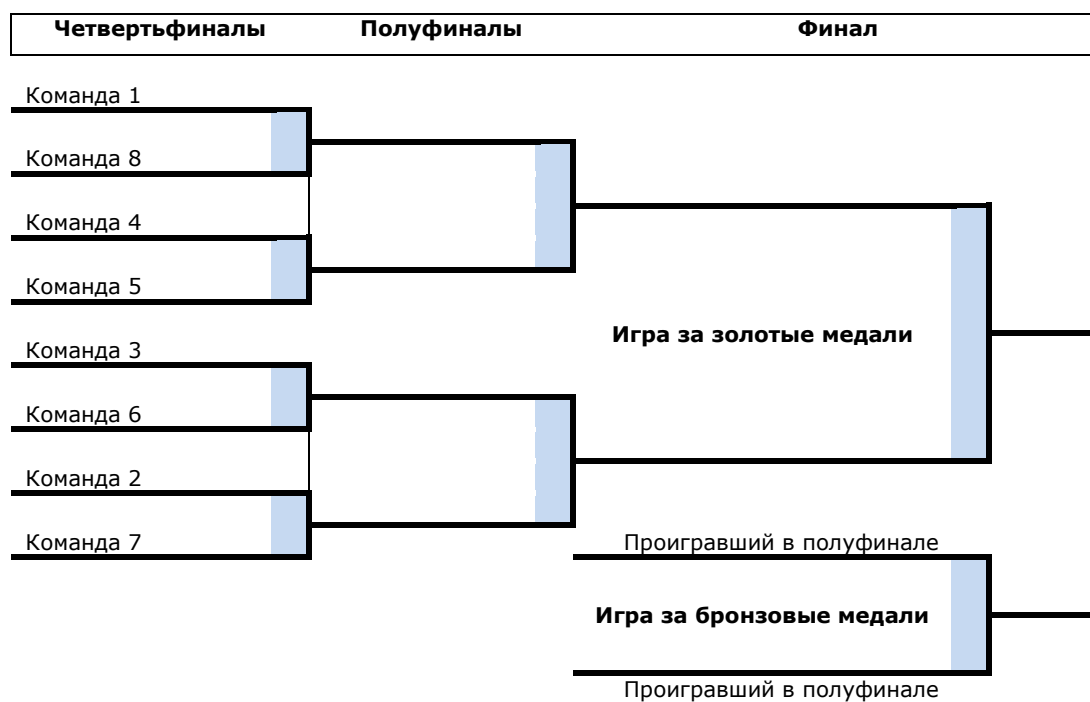 Четвертьфиналы Полуфиналы Финал
Команда 1
Команда 8
Команда 4
Команда 5
Команда 3
Команда 6
Команда 2
Команда 7
Игра за золотые медали
Проигравший в полуфинале
Игра за бронзовые медали
Проигравший в полуфинале